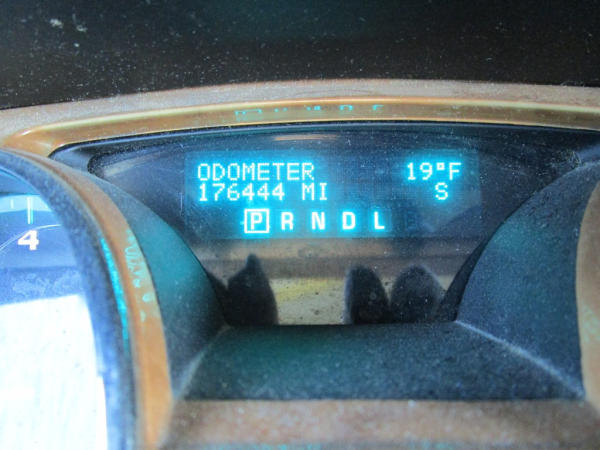 ODOMETER 19°F
176444 MI S
P R N D L
4